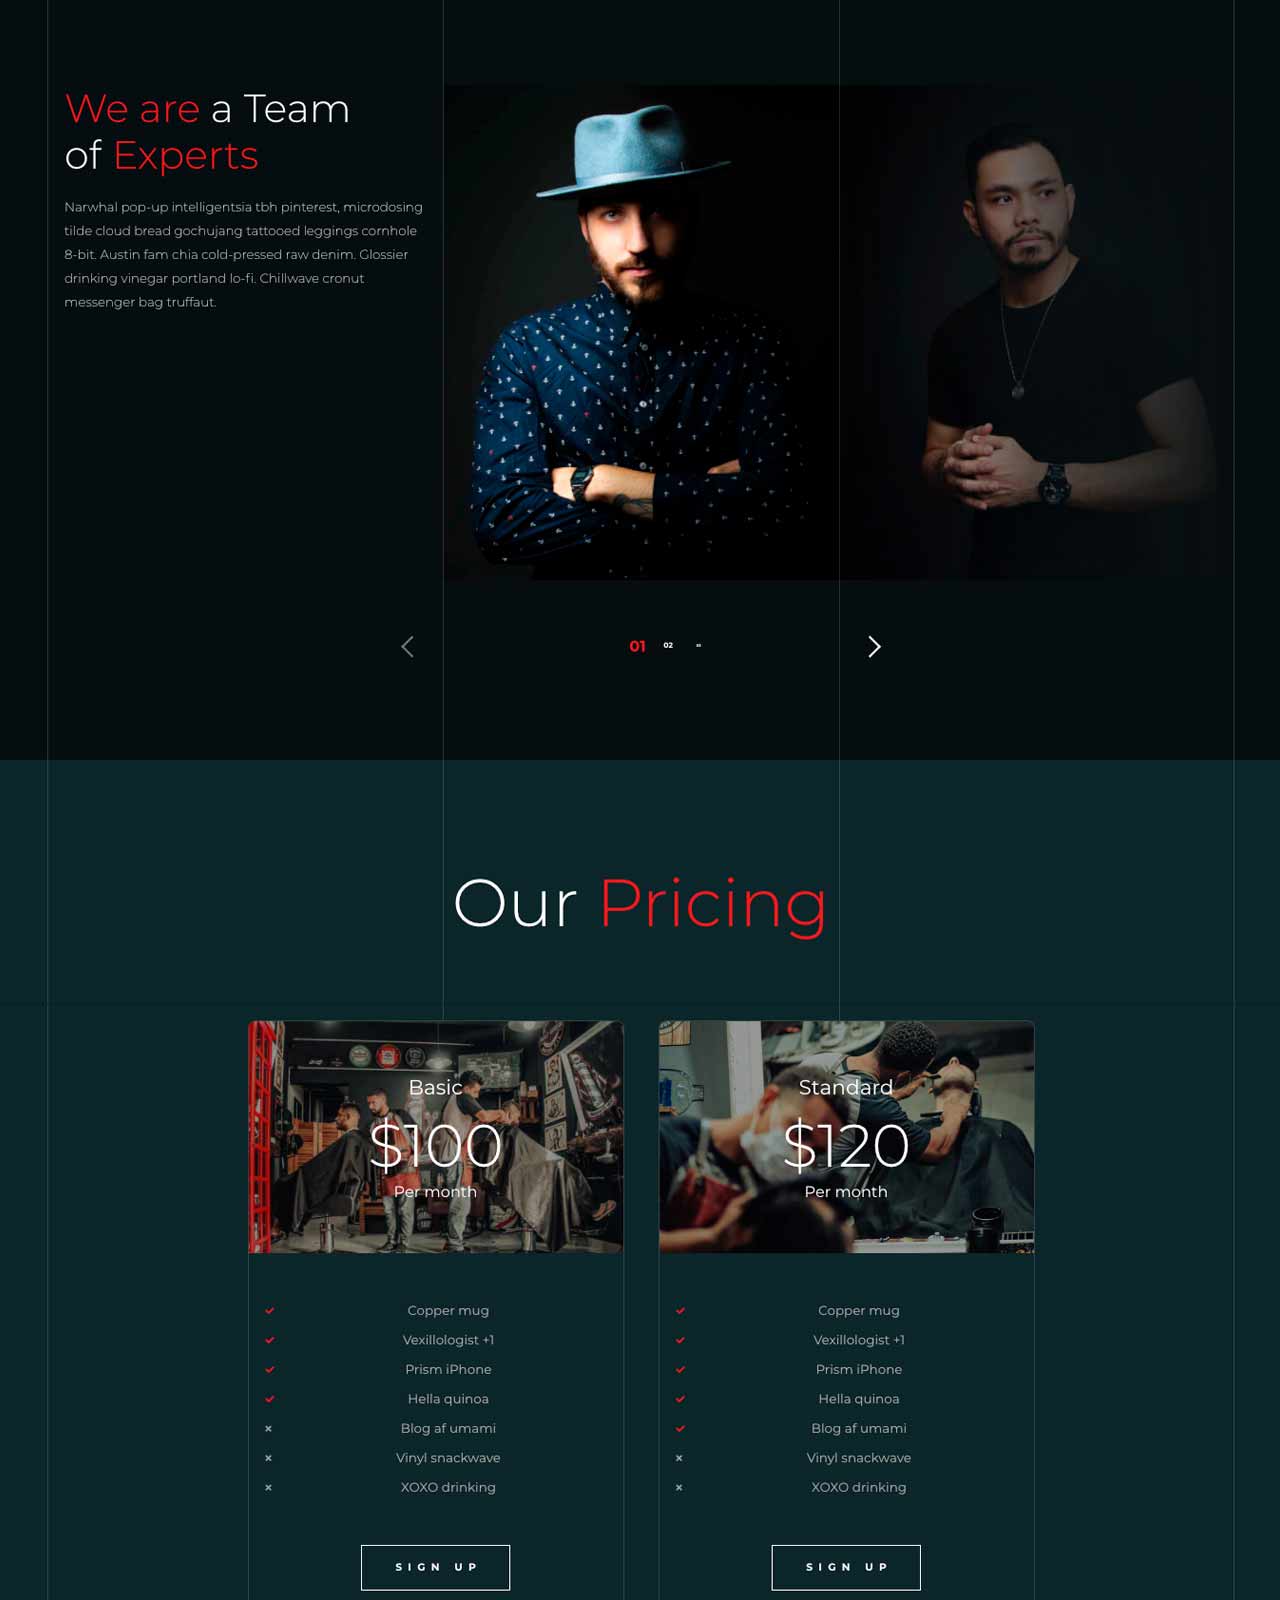 We are a Team
of Experts
Narwhal pop-up intelligentsia tbh pinterest, microdosing
tilde cloud bread gochujang tattooed leggings cornhole
8-bit. Austin fam chia cold-pressed raw denim. Glossier
drinking vinegar portland lo-fi. Chillwave cronut
messenger bag truffaut.
01 02
Our Pricing
Basic
$100
Per month
Copper mug
Vexillologist +1
Prism iPhone
Hella quinoa
Blog af umami
Vinyl snackwave
XOXO drinking
SIGN UP
Standard
$120
Per month
Copper mug
Vexillologist +1
Prism iPhone
Hella quinoa
Blog af umami
Vinyl snackwave
XOXO drinking
SIGN UP